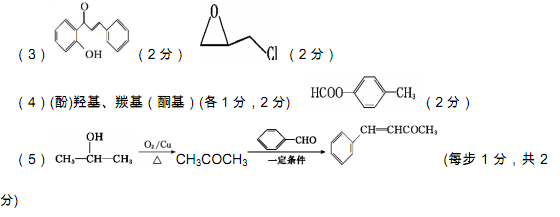 (3) O OH (2分) O Cl (2分)
(4)(酚)羟基、羰基(酮基)(各1分,2分) HCOO- -CH₃ (2分)
(5) OH CH₃-CH-CH₃ O₂/Cu △ CH₃COCH₃ -CHO 一定条件 CH=CHCOCH₃ (每步1分,共2
分)